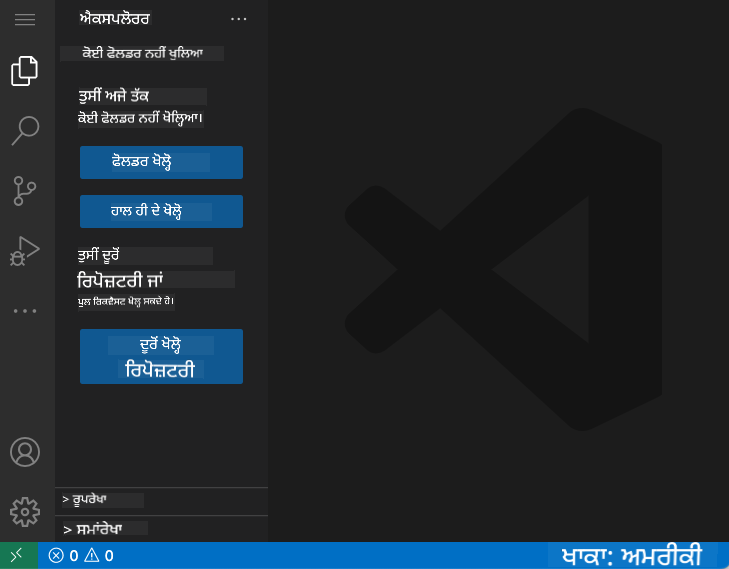 ਐਕਸਪਲੋਰਰ
ਕੋਈ ਫੋਲਡਰ ਨਹੀਂ ਖੁਲਿਆ
ਤੁਸੀਂ ਅਜੇ ਤੱਕ
ਕੋਈ ਫੋਲਡਰ ਨਹੀਂ ਖੋਲ੍ਹਿਆ।
ਫੋਲਡਰ ਖੋਲ੍ਹੋ
ਹਾਲ ਹੀ ਦੇ ਖੋਲ੍ਹੋ
ਤੁਸੀਂ ਦੂਰੋਂ
ਰਿਪੋਜ਼ਟਰੀ ਜਾਂ
ਪੁਲ ਰਿਕਵੈਸਟ ਖੋਲ੍ਹ ਸਕਦੇ ਹੋ।
ਦੂਰੋਂ ਖੋਲ੍ਹੋ
ਰਿਪੋਜ਼ਟਰੀ
> ਰੂਪਰੇਖਾ
> ਸਮਾਂਰੇਖਾ
0 0
ਖਾਕਾ: ਅਮਰੀਕੀ